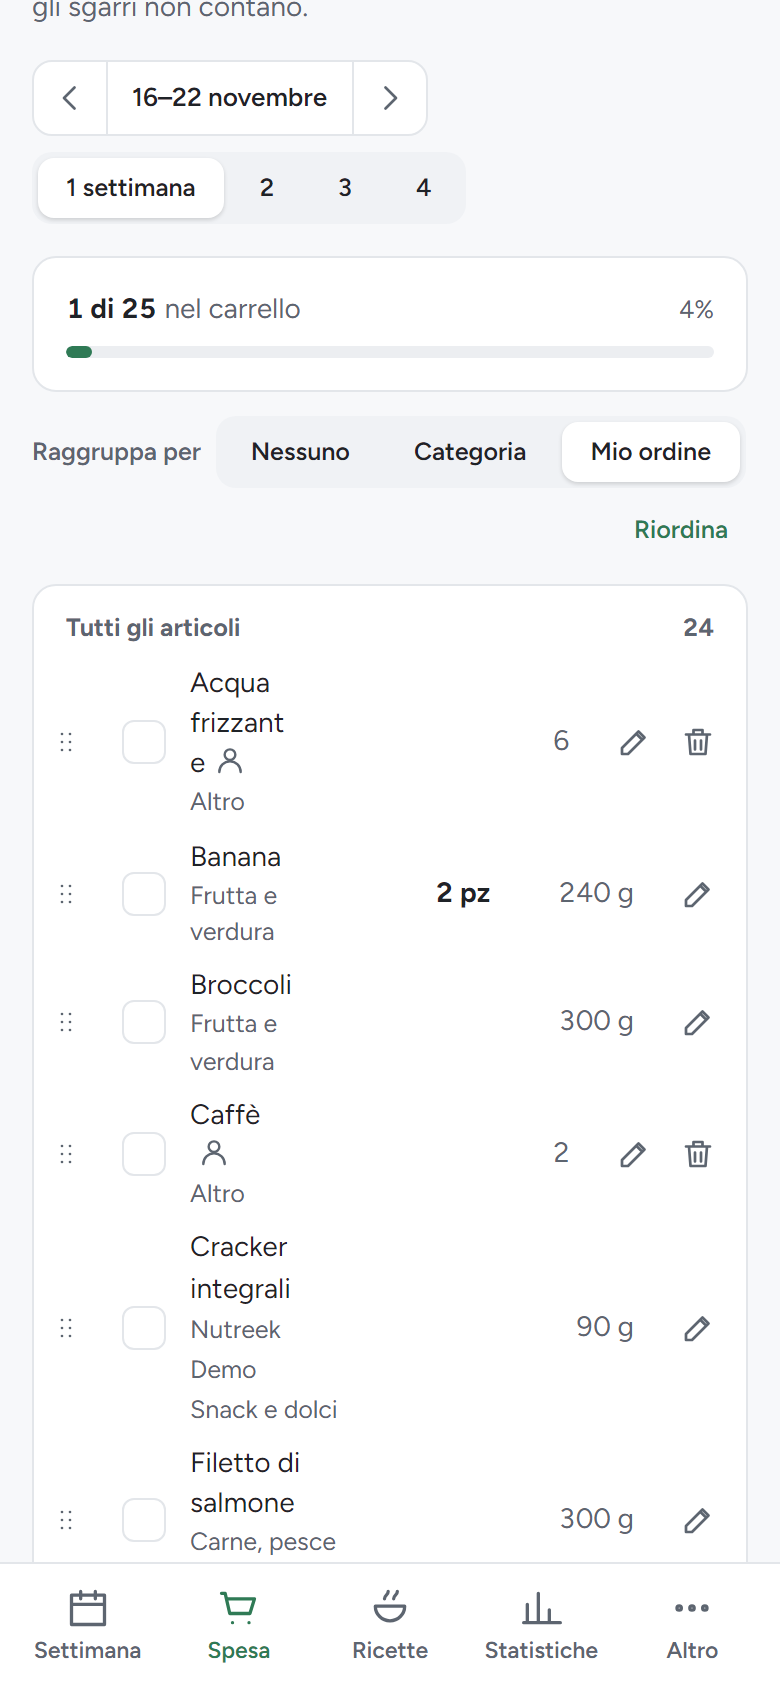 gli sgarri non contano.
16–22 novembre
1 settimana 2 3 4
1 di 25 nel carrello 4%
Raggruppa per Nessuno Categoria Mio ordine
Riordina
Tutti gli articoli 24
Acqua
frizzant
e
Altro
6
Banana
Frutta e
verdura
2 pz 240 g
Broccoli
Frutta e
verdura
300 g
Caffè
Altro
2
Cracker
integrali
Nutreek
Demo
Snack e dolci
90 g
Filetto di
salmone
Carne, pesce
300 g
Settimana Spesa Ricette Statistiche Altro